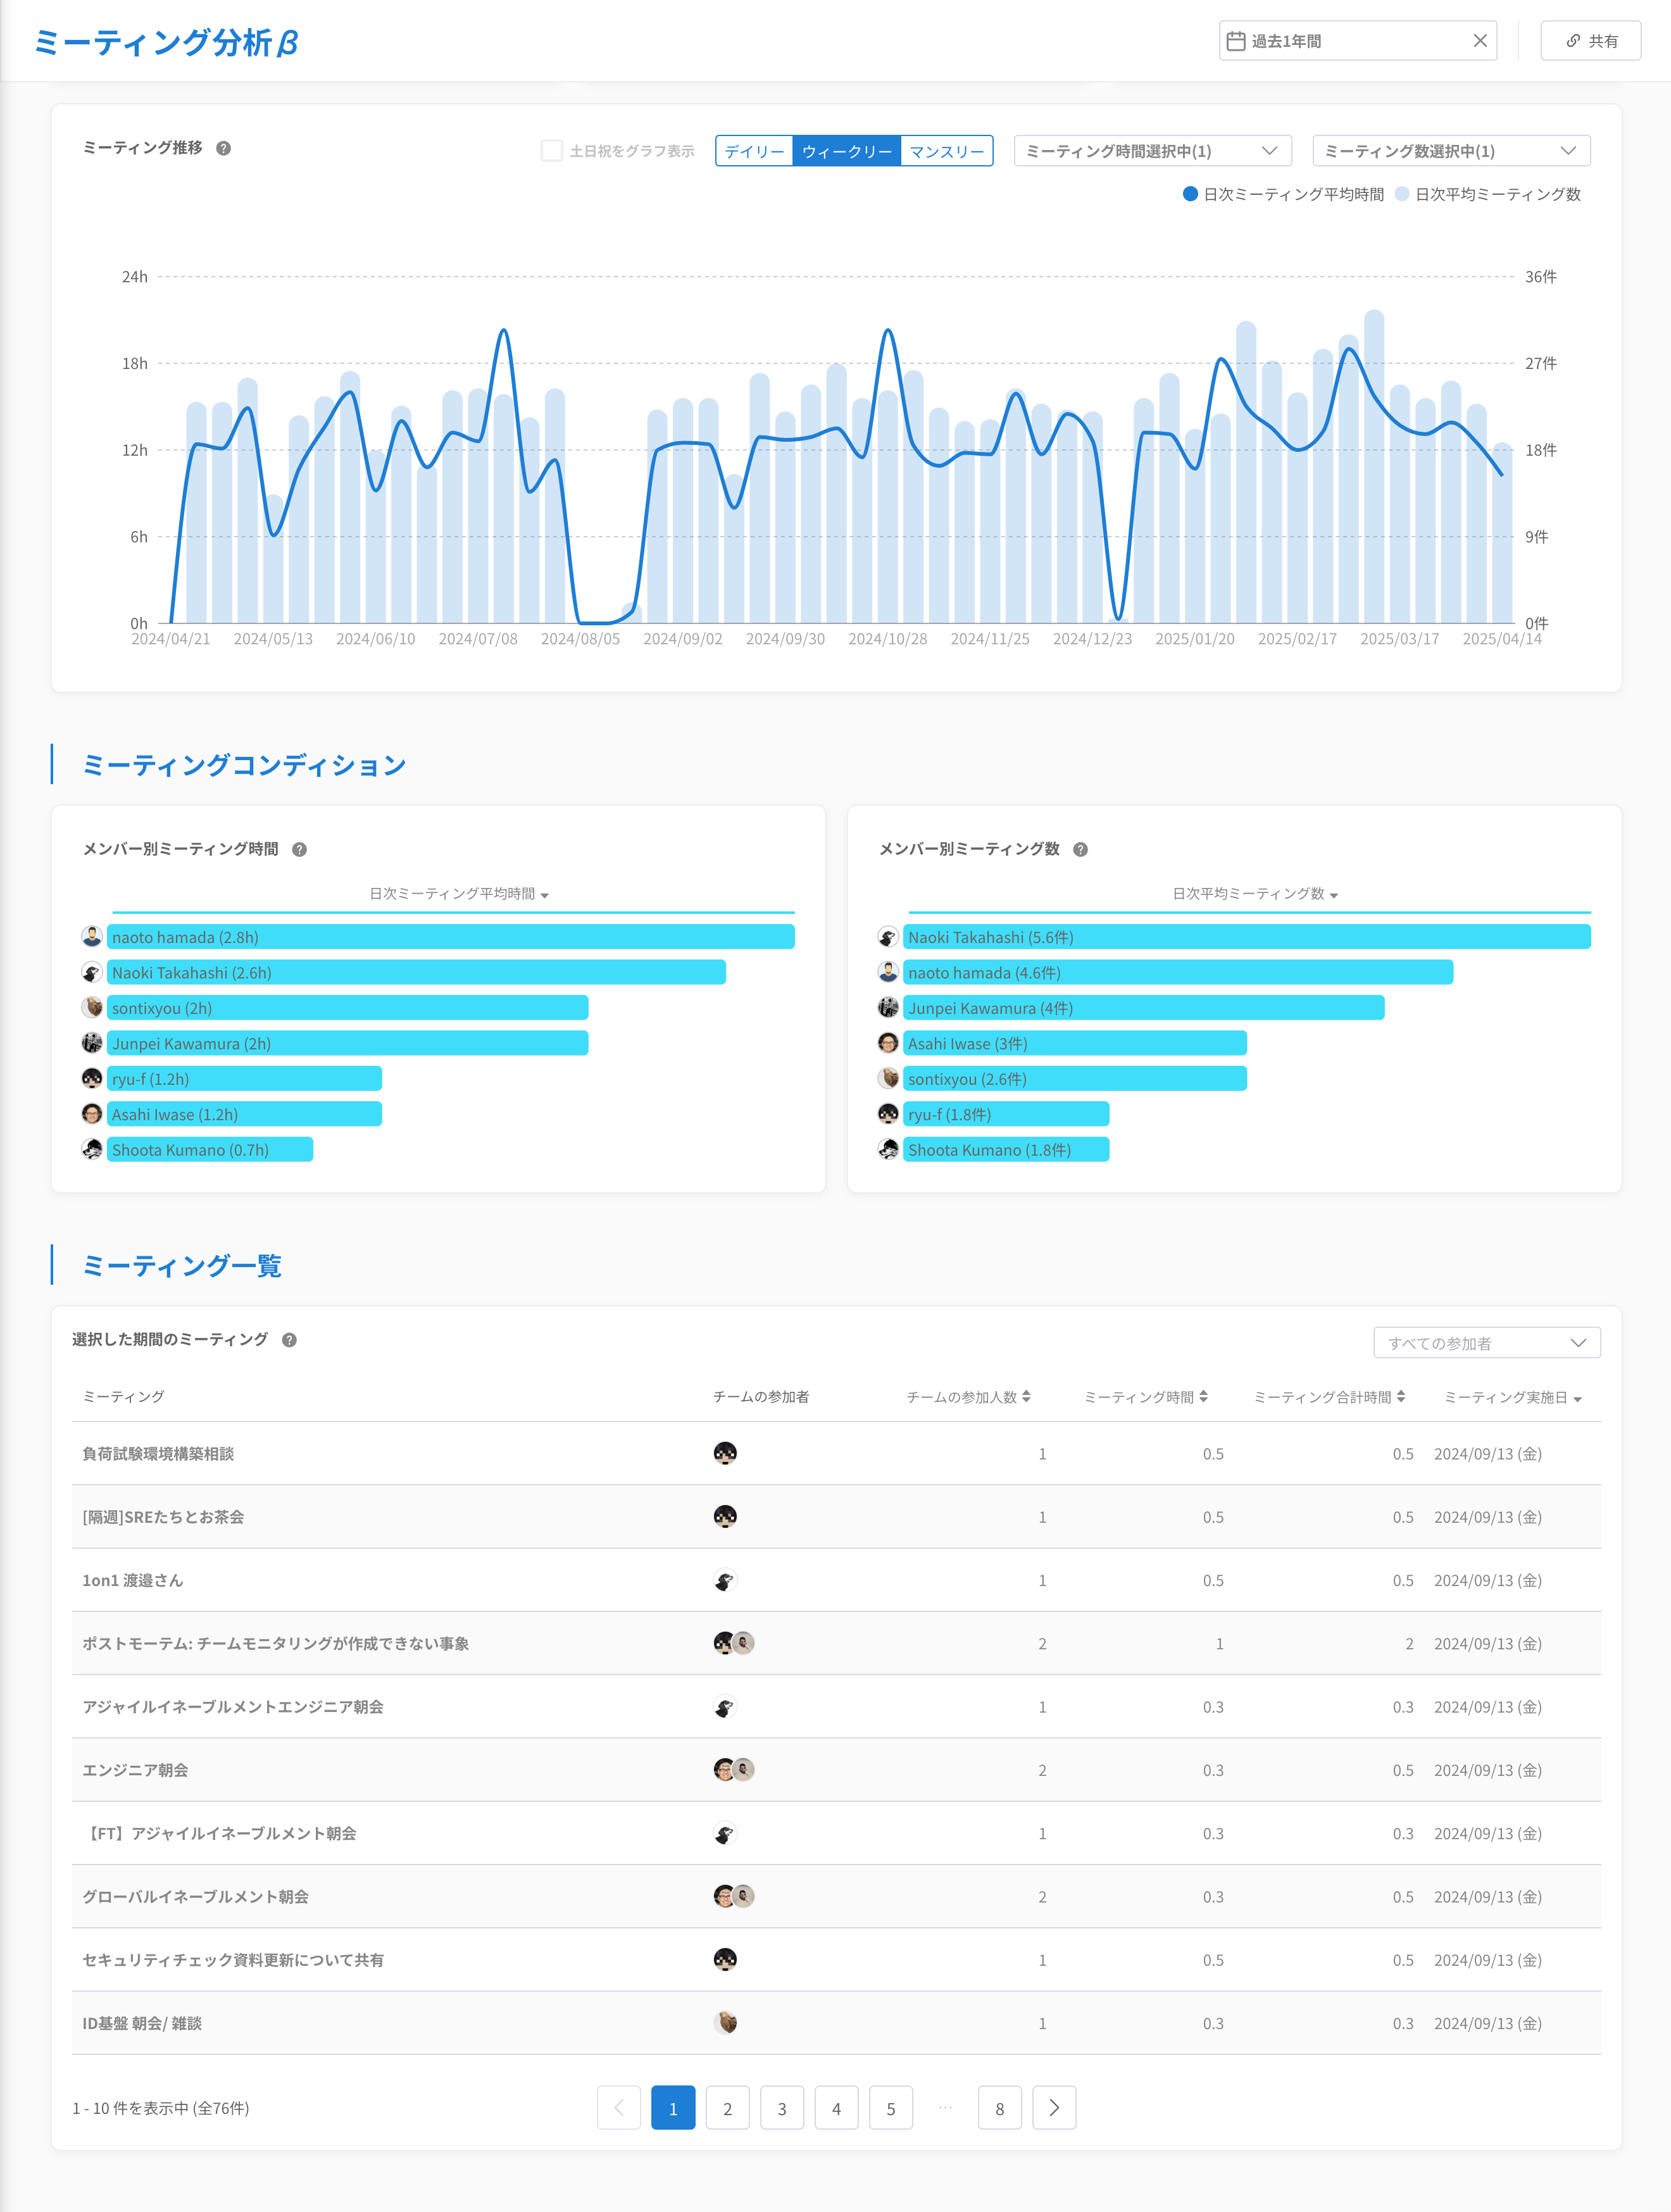 ミーティング分析β
過去1年間
共有
ミーティング推移
土日祝をグラフ表示
デイリー ウィークリー マンスリー
ミーティング時間選択中(1)
ミーティング数選択中(1)
日次ミーティング平均時間 日次平均ミーティング数
24h 36件
18h 27件
12h 18件
6h 9件
0h 0件
2024/04/21 2024/05/13 2024/06/10 2024/07/08 2024/08/05 2024/09/02 2024/09/30 2024/10/28 2024/11/25 2024/12/23 2025/01/20 2025/02/17 2025/03/17 2025/04/14
ミーティングコンディション
メンバー別ミーティング時間
日次ミーティング平均時間
naoto hamada (2.8h)
Naoki Takahashi (2.6h)
sontixyou (2h)
Junpei Kawamura (2h)
ryu-f (1.2h)
Asahi Iwase (1.2h)
Shoota Kumano (0.7h)
メンバー別ミーティング数
日次平均ミーティング数
Naoki Takahashi (5.6件)
naoto hamada (4.6件)
Junpei Kawamura (4件)
Asahi Iwase (3件)
sontixyou (2.6件)
ryu-f (1.8件)
Shoota Kumano (1.8件)
ミーティング一覧
選択した期間のミーティング
すべての参加者
ミーティング チームの参加者 チームの参加人数 ミーティング時間 ミーティング合計時間 ミーティング実施日
負荷試験環境構築相談 1 0.5 0.5 2024/09/13 (金)
[隔週]SREたちとお茶会 1 0.5 0.5 2024/09/13 (金)
1on1 渡邉さん 1 0.5 0.5 2024/09/13 (金)
ポストモーテム: チームモニタリングが作成できない事象 2 1 2 2024/09/13 (金)
アジャイルイネーブルメントエンジニア朝会 1 0.3 0.3 2024/09/13 (金)
エンジニア朝会 2 0.3 0.5 2024/09/13 (金)
【FT】アジャイルイネーブルメント朝会 1 0.3 0.3 2024/09/13 (金)
グローバルイネーブルメント朝会 2 0.3 0.5 2024/09/13 (金)
セキュリティチェック資料更新について共有 1 0.5 0.5 2024/09/13 (金)
ID基盤 朝会/ 雑談 1 0.3 0.3 2024/09/13 (金)
1 - 10 件を表示中 (全76件)
1 2 3 4 5 ··· 8